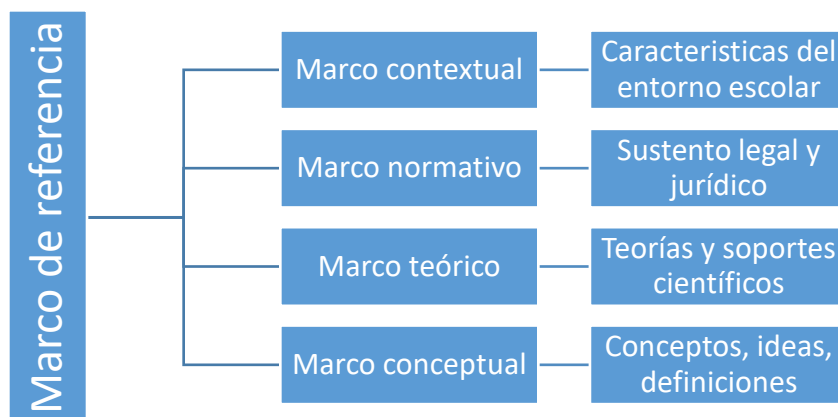 Marco de referencia
Marco contextual
Caracteristicas del
entorno escolar
Marco normativo
Sustento legal y
jurídico
Marco teórico
Teorías y soportes
científicos
Marco conceptual
Conceptos, ideas,
definiciones